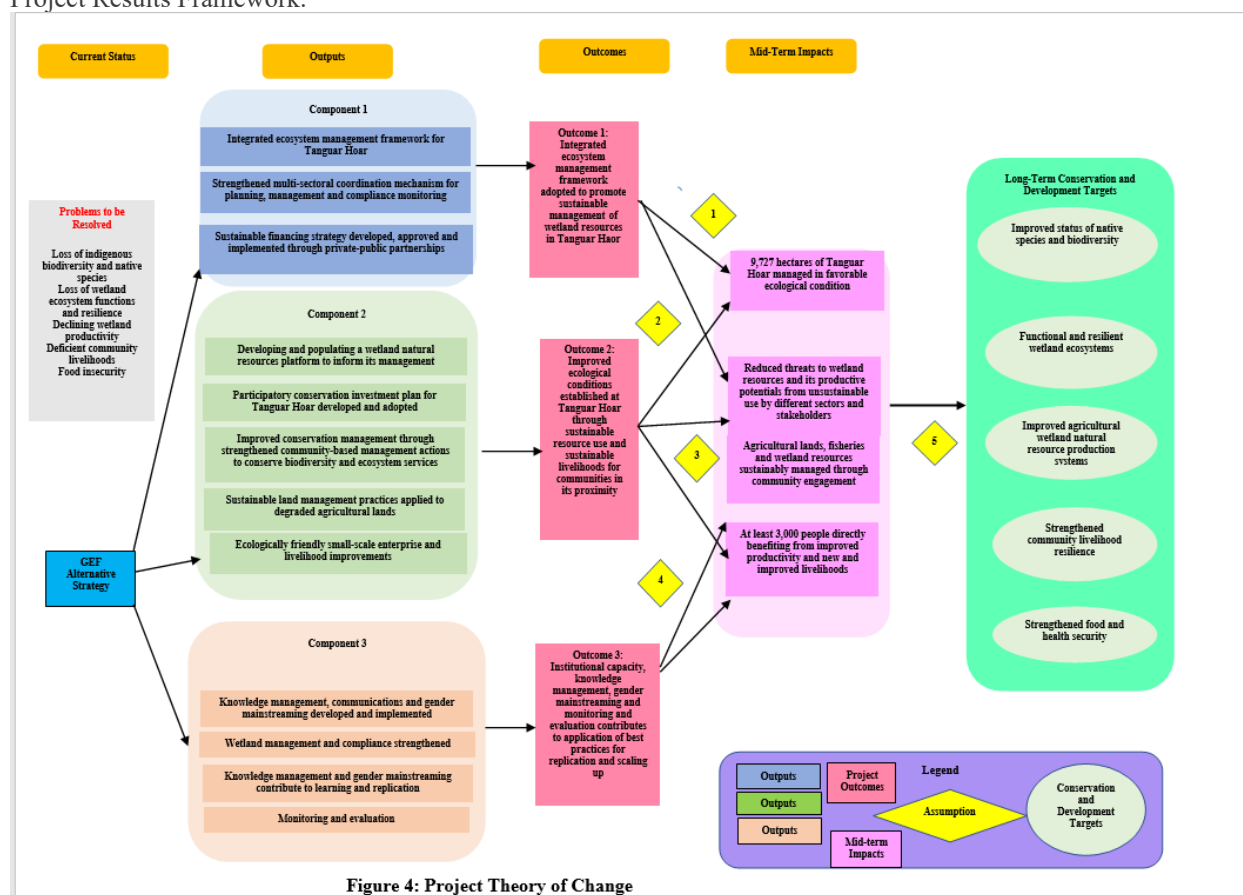 Project Results Framework.
Current Status
Outputs
Outcomes
Mid-Term Impacts
Problems to be
Resolved
Loss of indigenous
biodiversity and native
species
Loss of wetland
ecosystem functions
and resilience
Declining wetland
productivity
Deficient community
livelihoods
Food insecurity
GEF
Alternative
Strategy
Component 1
Integrated ecosystem management framework for
Tanguar Hoar
Strengthened multi-sectoral coordination mechanism for
planning, management and compliance monitoring
Sustainable financing strategy developed, approved and
implemented through private-public partnerships
Component 2
Developing and populating a wetland natural
resources platform to inform its management
Participatory conservation investment plan for
Tanguar Hoar developed and adopted
Improved conservation management through
strengthened community-based management actions
to conserve biodiversity and ecosystem services
Sustainable land management practices applied to
degraded agricultural lands
Ecologically friendly small-scale enterprise and
livelihood improvements
Component 3
Knowledge management, communications and gender
mainstreaming developed and implemented
Wetland management and compliance strengthened
Knowledge management and gender mainstreaming
contribute to learning and replication
Monitoring and evaluation
Outcome 1:
Integrated
ecosystem
management
framework
adopted to promote
sustainable
management of
wetland resources
in Tanguar Haor
Outcome 2:
Improved
ecological
conditions
established at
Tanguar Hoar
through
sustainable
resource use and
sustainable
livelihoods for
communities in
its proximity
Outcome 3:
Institutional capacity,
knowledge
management, gender
mainstreaming and
monitoring and
evaluation contributes
to application of best
practices for
replication and scaling
up
1
2
3
4
5
9,727 hectares of Tanguar
Hoar managed in favorable
ecological condition
Reduced threats to wetland
resources and its productive
potentials from unsustainable
use by different sectors and
stakeholders
Agricultural lands, fisheries
and wetland resources
sustainably managed through
community engagement
At least 3,000 people directly
benefiting from improved
productivity and new and
improved livelihoods
Long-Term Conservation and
Development Targets
Improved status of native
species and biodiversity
Functional and resilient
wetland ecosystems
Improved agricultural
wetland natural
resource production
systems
Strengthened
community livelihood
resilience
Strengthened food and
health security
Legend
Outputs
Outputs
Outputs
Project
Outcomes
Mid-term
Impacts
Assumption
Conservation
and
Development
Targets
Figure 4: Project Theory of Change